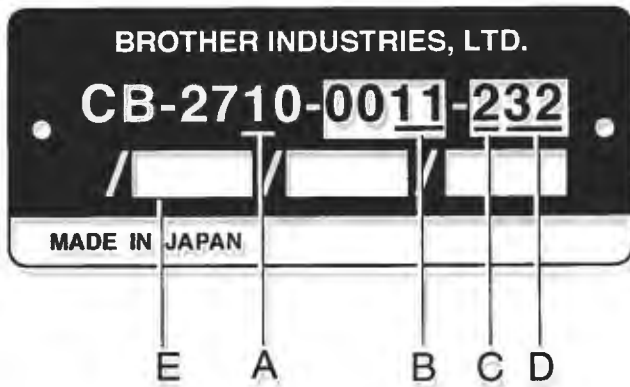 BROTHER INDUSTRIES, LTD.
CB-2710-0011-232
/ / /
MADE IN JAPAN
E A B C D